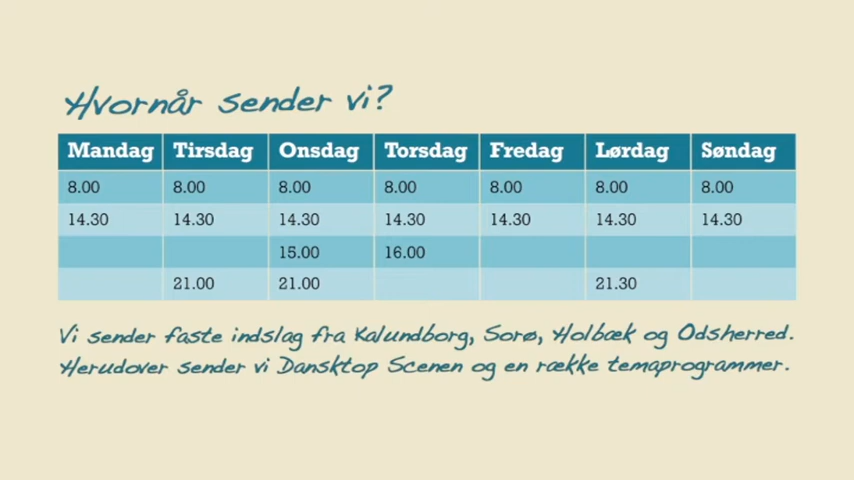 Hvornår sender vi?
Mandag Tirsdag Onsdag Torsdag Fredag Lørdag Søndag
8.00 8.00 8.00 8.00 8.00 8.00 8.00
14.30 14.30 14.30 14.30 14.30 14.30 14.30
15.00 16.00
21.00 21.00 21.30
Vi sender faste indslag fra Kalundborg, Sorø, Holbæk og Odsherred.
Herudover sender vi Dansktop Scenen og en række temaprogrammer.